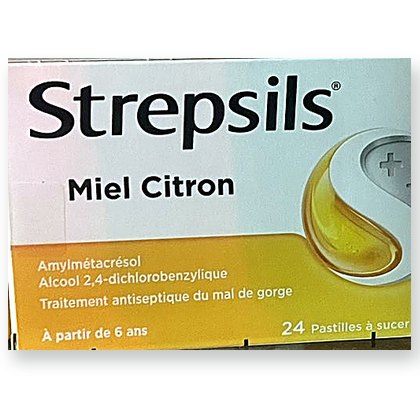 Strepsils®
Miel Citron
Amylmétacrésol
Alcool 2,4-dichlorobenzylique
Traitement antiseptique du mal de gorge
À partir de 6 ans
24 Pastilles à sucer